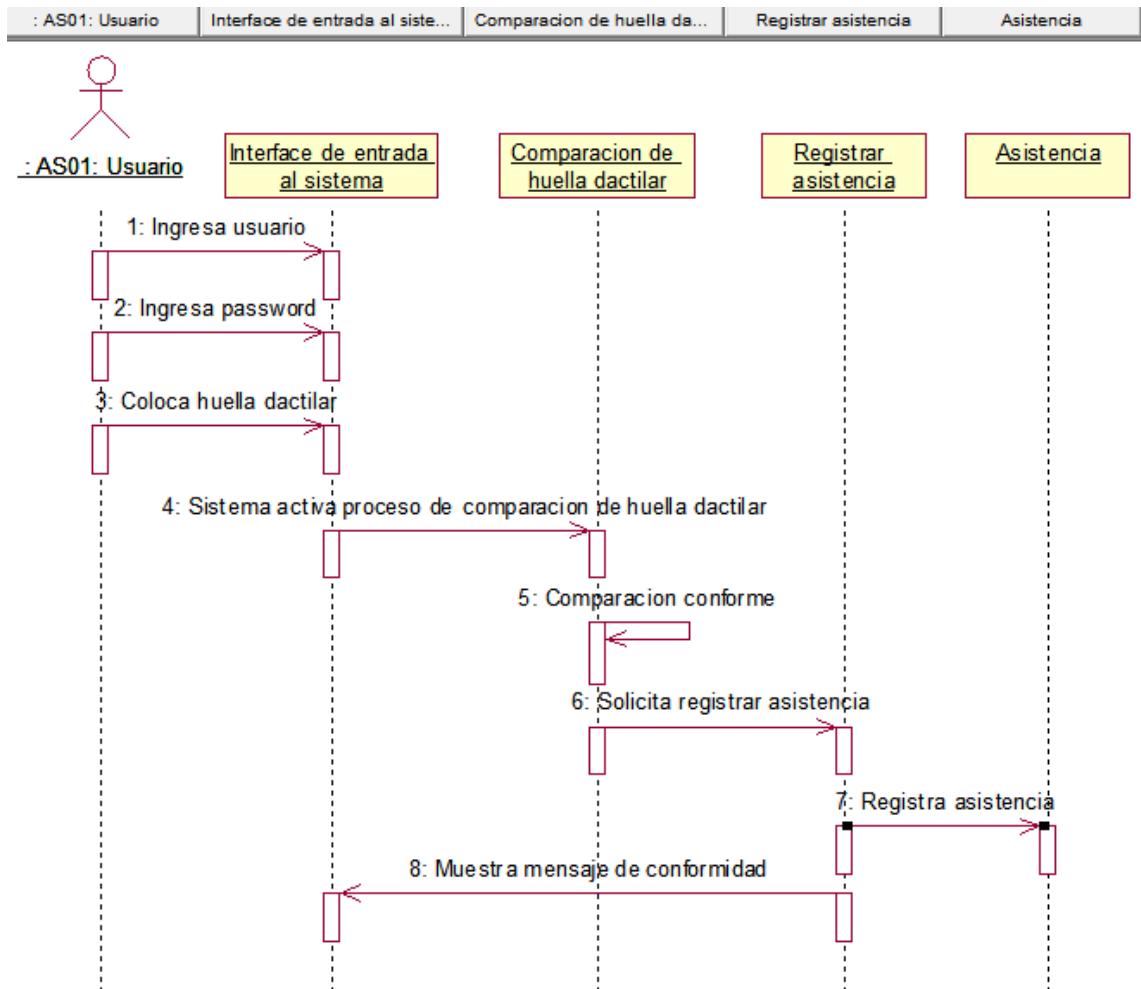 : AS01: Usuario
Interface de entrada al siste...
Comparacion de huella da...
Registrar asistencia
Asistencia
: AS01: Usuario
Interface de entrada
al sistema
Comparacion de
huella dactilar
Registrar
asistencia
Asistencia
1: Ingresa usuario
2: Ingresa password
3: Coloca huella dactilar
4: Sistema activa proceso de comparacion de huella dactilar
5: Comparacion conforme
6: Solicita registrar asistencia
7: Registra asistencia
8: Muestra mensaje de conformidad